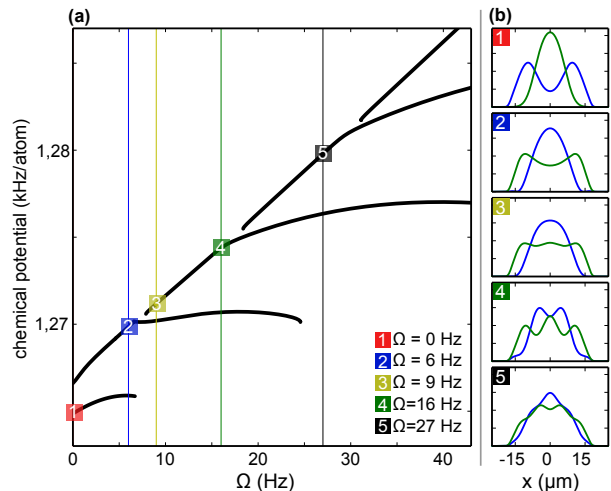 (a)
(b)
chemical potential (kHz/atom)
1,28
1,27
1
2
3
4
5
1 Ω = 0 Hz
2 Ω = 6 Hz
3 Ω = 9 Hz
4 Ω=16 Hz
5 Ω=27 Hz
0 10 20 30 40
Ω (Hz)
1
2
3
4
5
-15 0 15
x (µm)